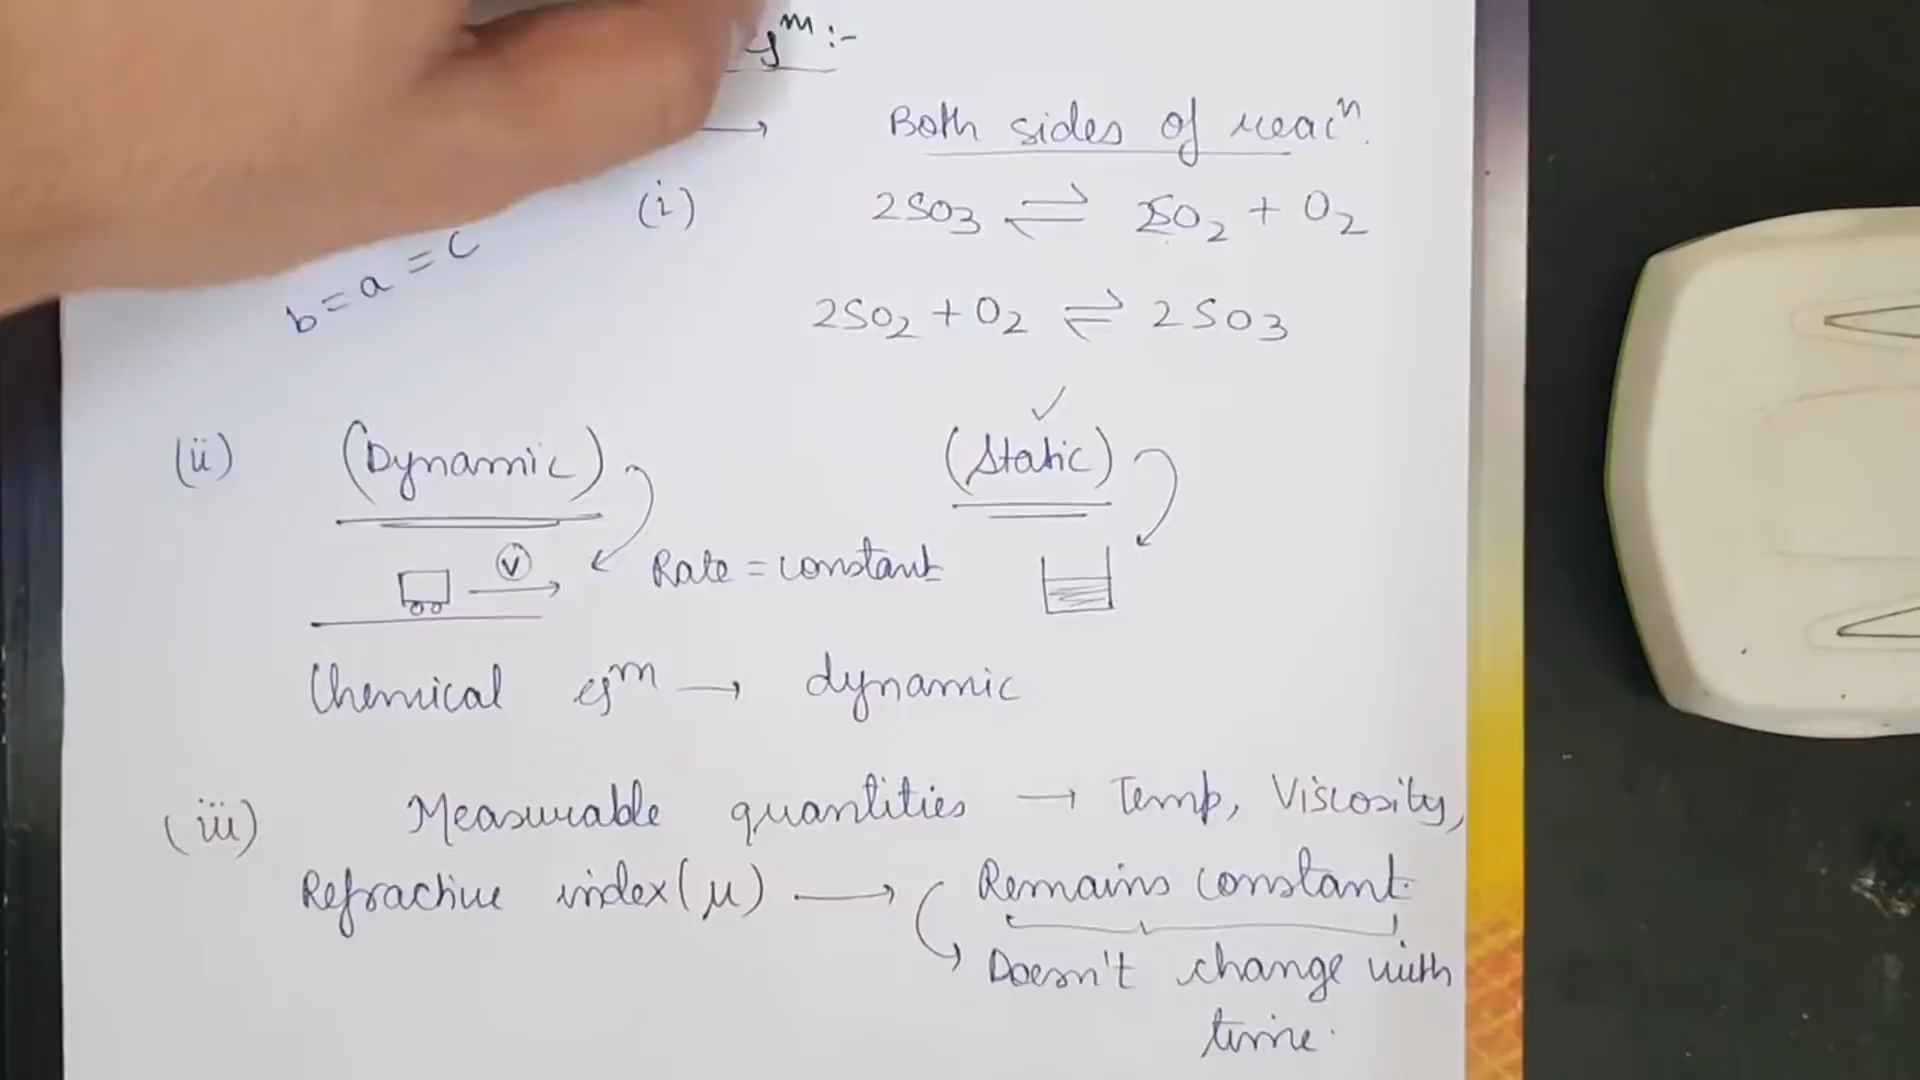 eqᵐ :-
→ Both sides of reacⁿ.
(i) 2SO₃ ⇌ 2SO₂ + O₂
b = a = c
2SO₂ + O₂ ⇌ 2SO₃
(ii) (Dynamic) (Static) ✓
V
Rate = constant
Chemical eqᵐ → dynamic
(iii) Measurable quantities → Temp, Viscosity,
Refractive index (μ) → Remains constant.
Doesn't change with
time.